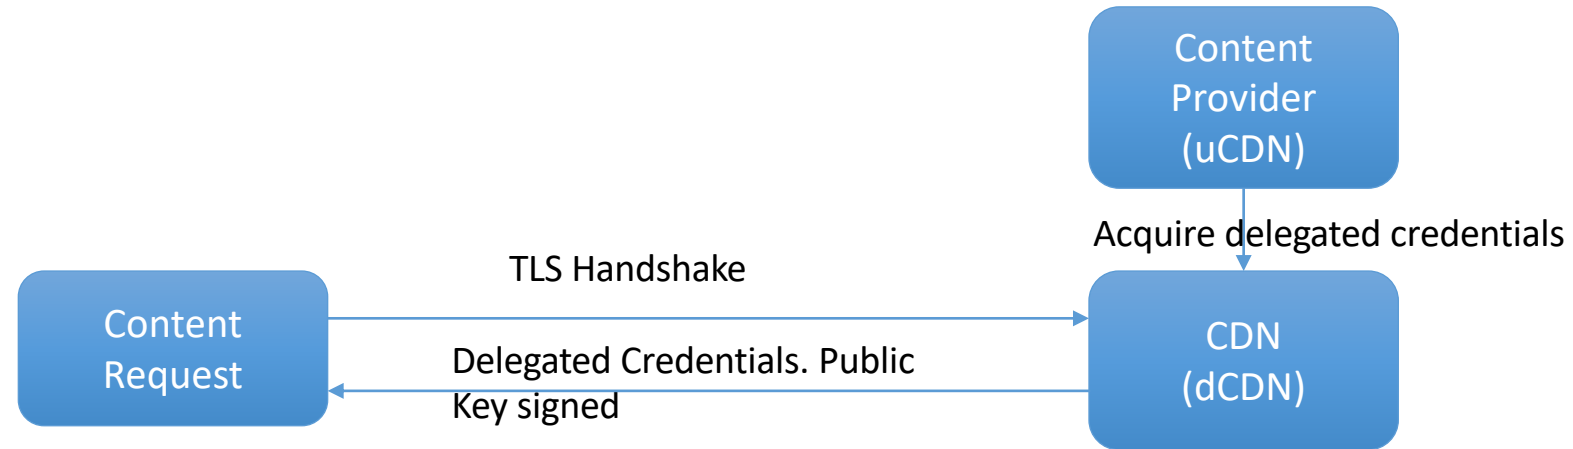 Content
Provider
(uCDN)
Acquire delegated credentials
TLS Handshake
Content
Request
Delegated Credentials. Public
Key signed
CDN
(dCDN)